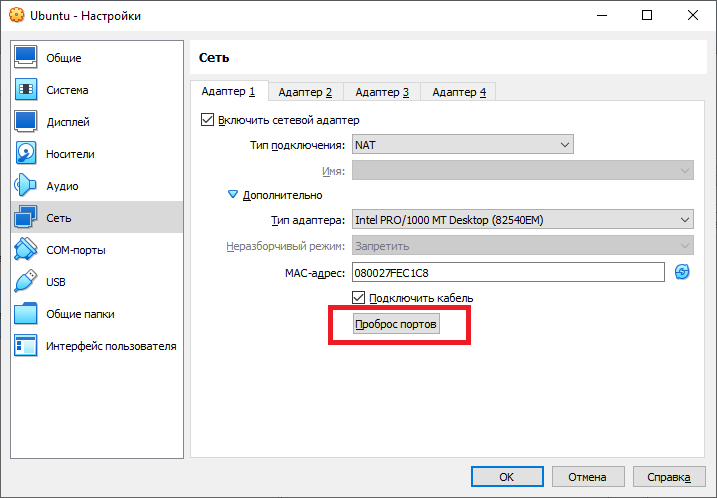 Ubuntu - Настройки
Общие
Система
Дисплей
Носители
Аудио
Сеть
COM-порты
USB
Общие папки
Интерфейс пользователя
Сеть
Адаптер 1 Адаптер 2 Адаптер 3 Адаптер 4
Включить сетевой адаптер
Тип подключения: NAT
Имя:
Дополнительно
Тип адаптера: Intel PRO/1000 MT Desktop (82540EM)
Неразборчивый режим: Запретить
MAC-адрес: 080027FEC1C8
Подключить кабель
Проброс портов
OK Отмена Справка